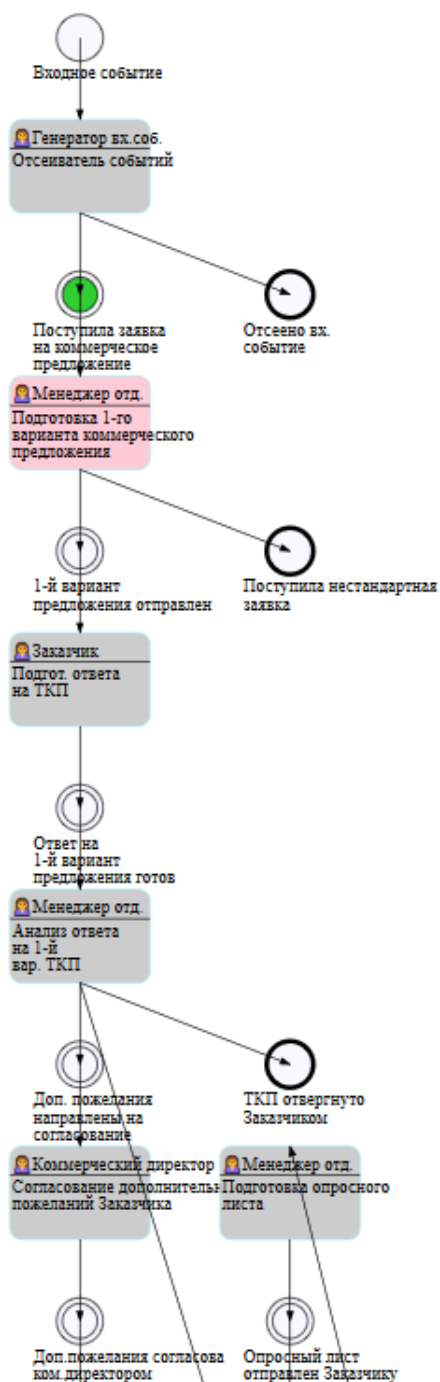 Входное событие
Генератор вх.соб.
Отсеиватель событий
Поступила заявка
на коммерческое
предложение
Отсеено вх.
событие
Менеджер отд.
Подготовка 1-го
варианта коммерческого
предложения
1-й вариант
предложения отправлен
Поступила нестандартная
заявка
Заказчик
Подгот. ответа
на ТКП
Ответ на
1-й вариант
предложения готов
Менеджер отд.
Анализ ответа
на 1-й
вар. ТКП
Доп. пожелания
направлены на
согласование
ТКП отвергнуто
Заказчиком
Коммерческий директор
Согласование дополнительн
пожеланий Заказчика
Менеджер отд.
Подготовка опросного
листа
Доп.пожелания согласова
ком.директором
Опросный лист
отправлен Заказчику